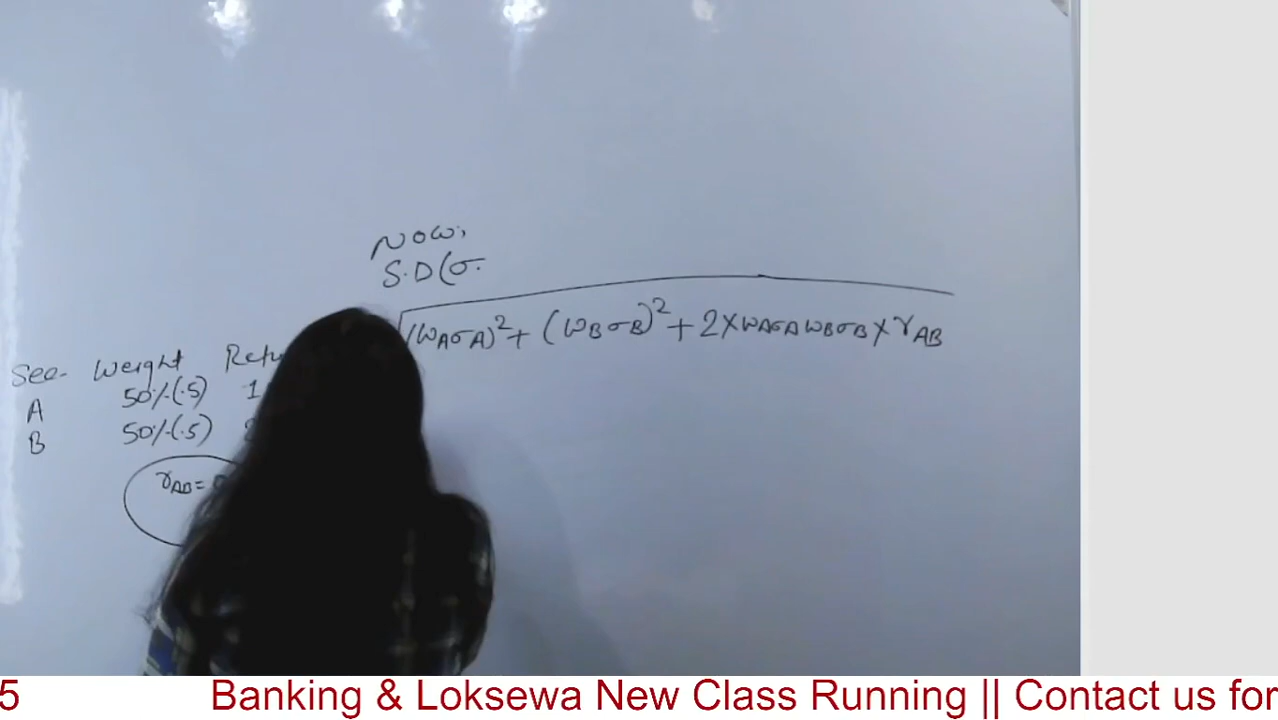 Now,
S.D(σ.
(WAσA)²+ (WBσB)²+2×WAσAWBσB×rAB
Sec. Weight
A 50%(.5)
B 50%(.5)
rAB=
5 Banking & Loksewa New Class Running || Contact us for